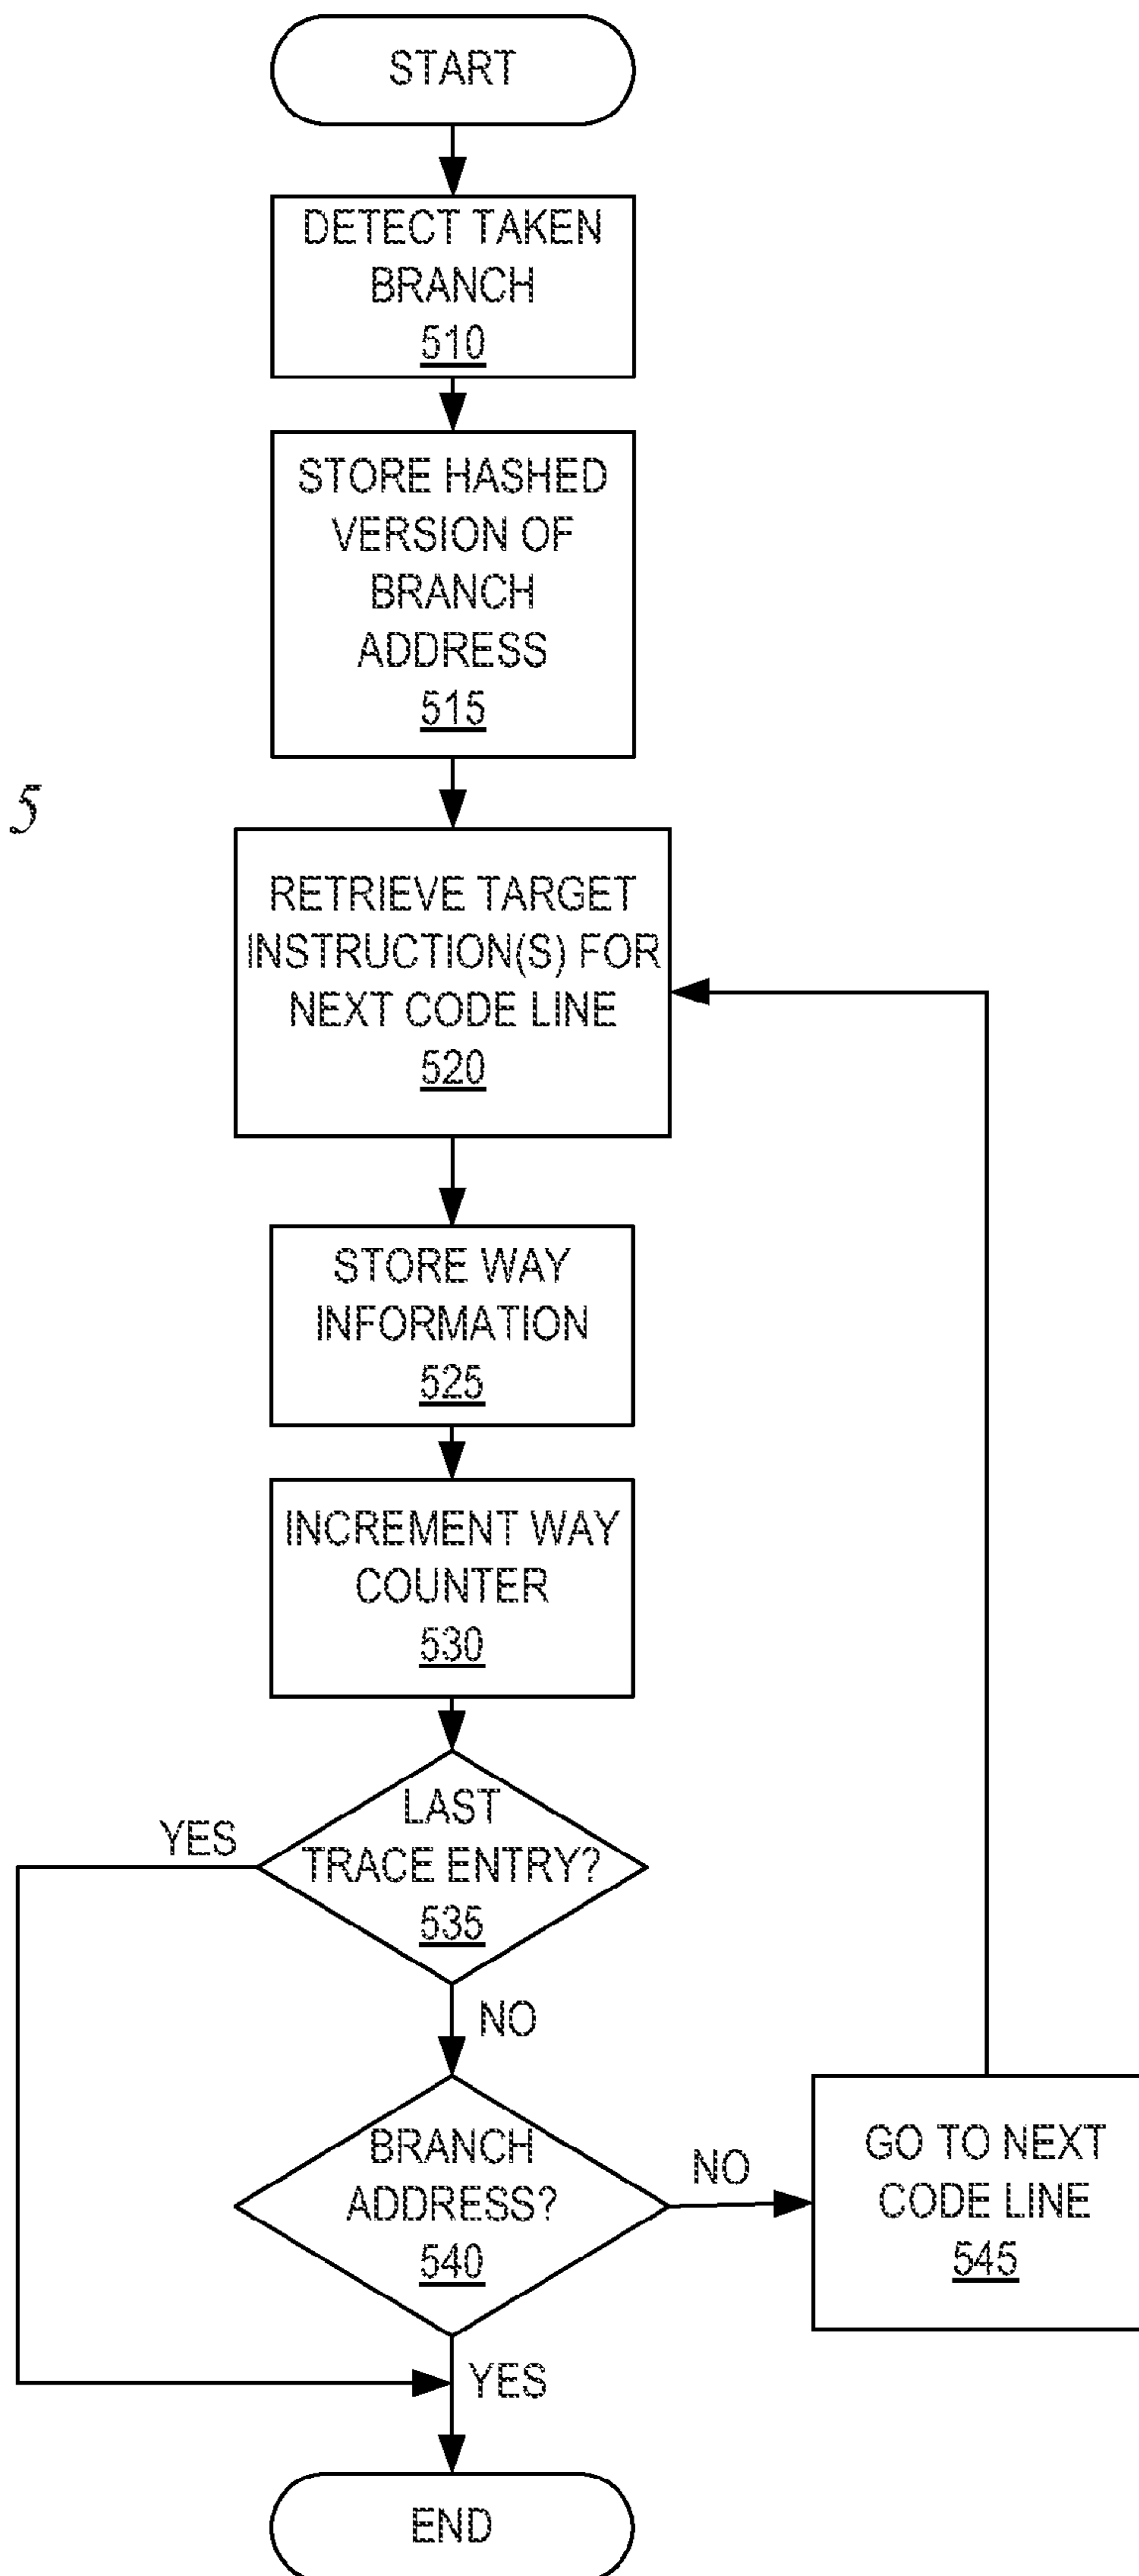 START
DETECT TAKEN
BRANCH
510
STORE HASHED
VERSION OF
BRANCH
ADDRESS
515
5
RETRIEVE TARGET
INSTRUCTION(S) FOR
NEXT CODE LINE
520
STORE WAY
INFORMATION
525
INCREMENT WAY
COUNTER
530
YES
LAST
TRACE ENTRY?
535
NO
BRANCH
ADDRESS?
540
NO
GO TO NEXT
CODE LINE
545
YES
END